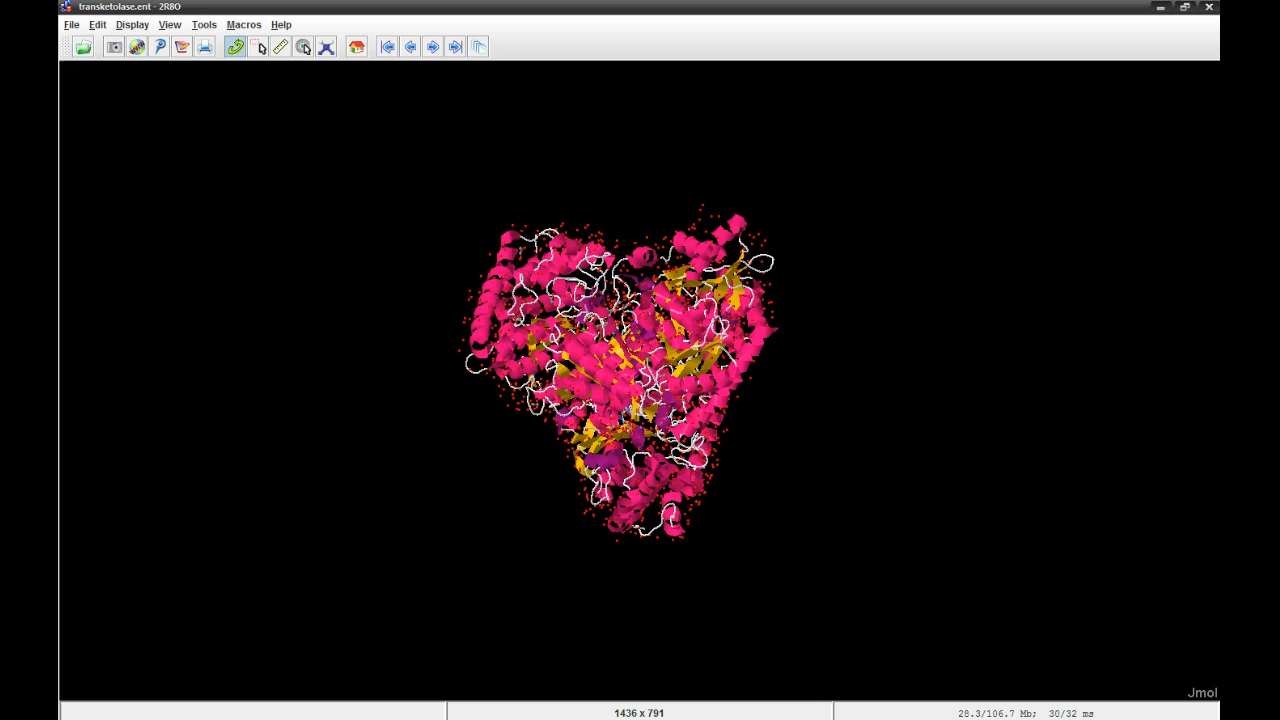 transketolase.ent - 2R8O
File Edit Display View Tools Macros Help
Jmol
1436 x 791
28.3/106.7 Mb; 30/32 ms